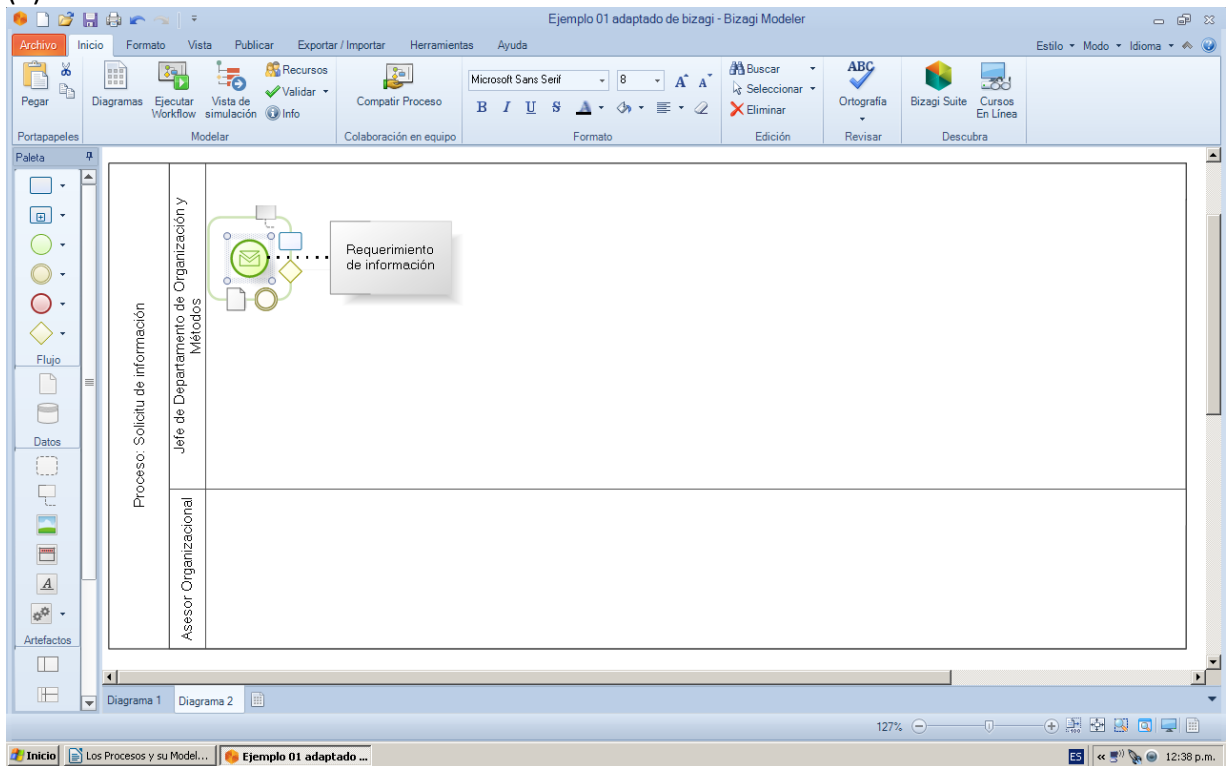 Ejemplo 01 adaptado de bizagi - Bizagi Modeler
Archivo Inicio Formato Vista Publicar Exportar / Importar Herramientas Ayuda Estilo Modo Idioma
Pegar
Portapapeles
Diagramas
Ejecutar
Workflow
Vista de
simulación
Recursos
Validar
Info
Modelar
Compatir Proceso
Colaboración en equipo
Microsoft Sans Serif 8 A A
B I U S A
Formato
Buscar
Seleccionar
Eliminar
Edición
ABC
Ortografía
Revisar
Bizagi Suite
Cursos
En Línea
Descubra
Paleta
Flujo
Datos
A
Artefactos
Proceso: Solicitu de información
Jefe de Departamento de Organización y
Métodos
Requerimiento
de información
Asesor Organizacional
Diagrama 1 Diagrama 2
127%
Inicio Los Procesos y su Model... Ejemplo 01 adaptado ... ES « 12:38 p.m.